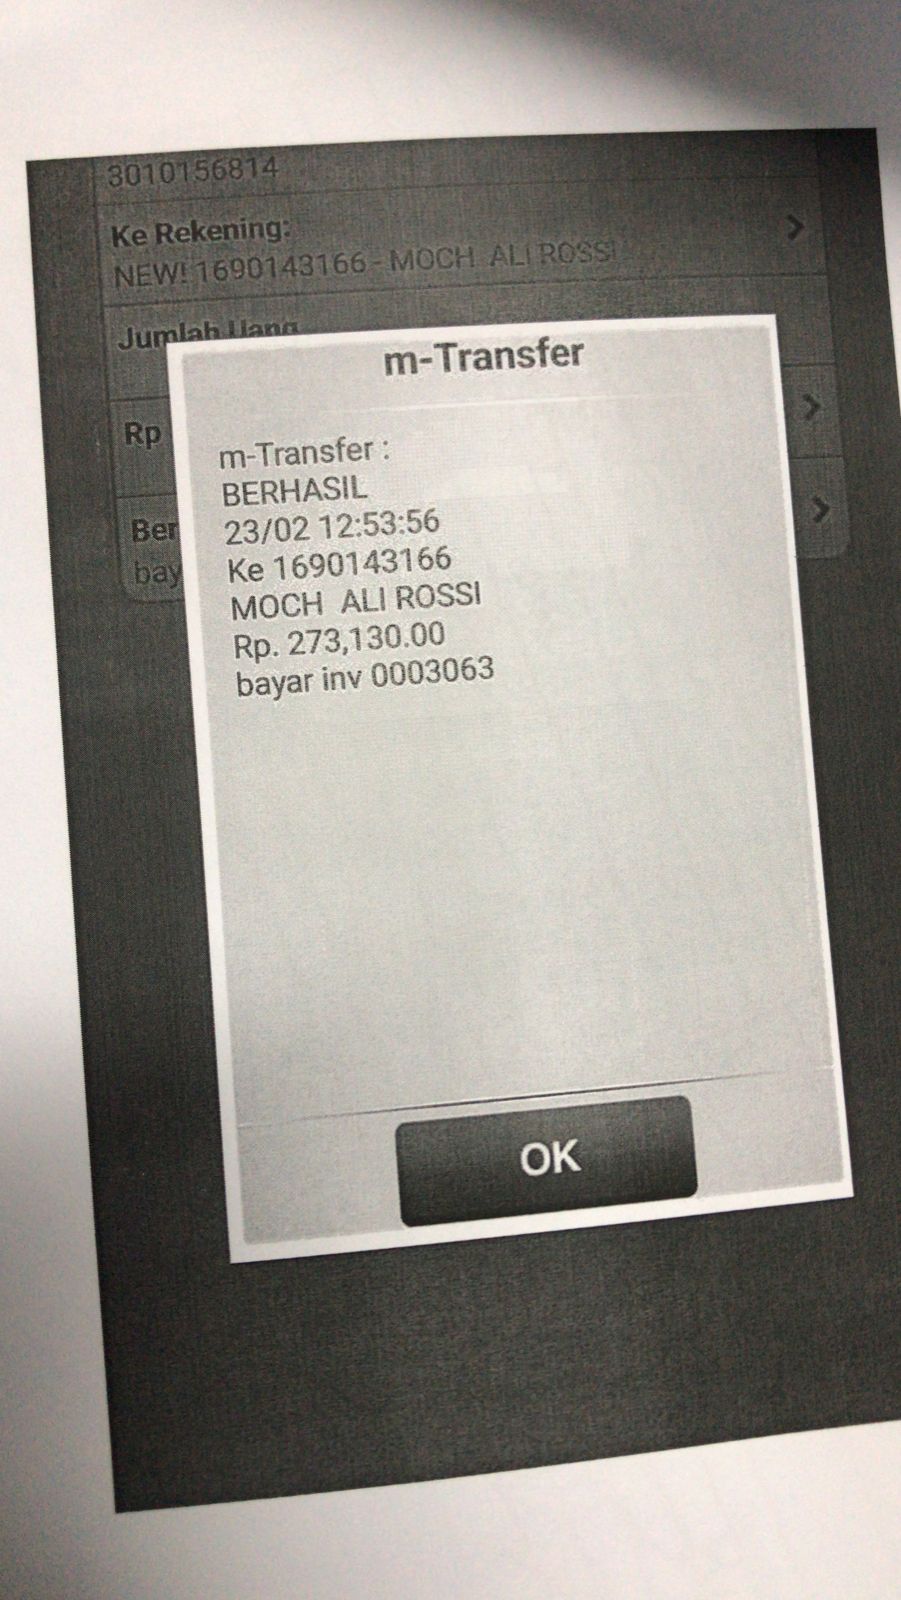 3010156814
Ke Rekening:
NEW! 1690143166 - MOCH ALI ROSSI
Jumlah Uang
m-Transfer
Rp
m-Transfer :
BERHASIL
23/02 12:53:56
Ke 1690143166
MOCH ALI ROSSI
Rp. 273,130.00
bayar inv 0003063
Ber
bay
OK